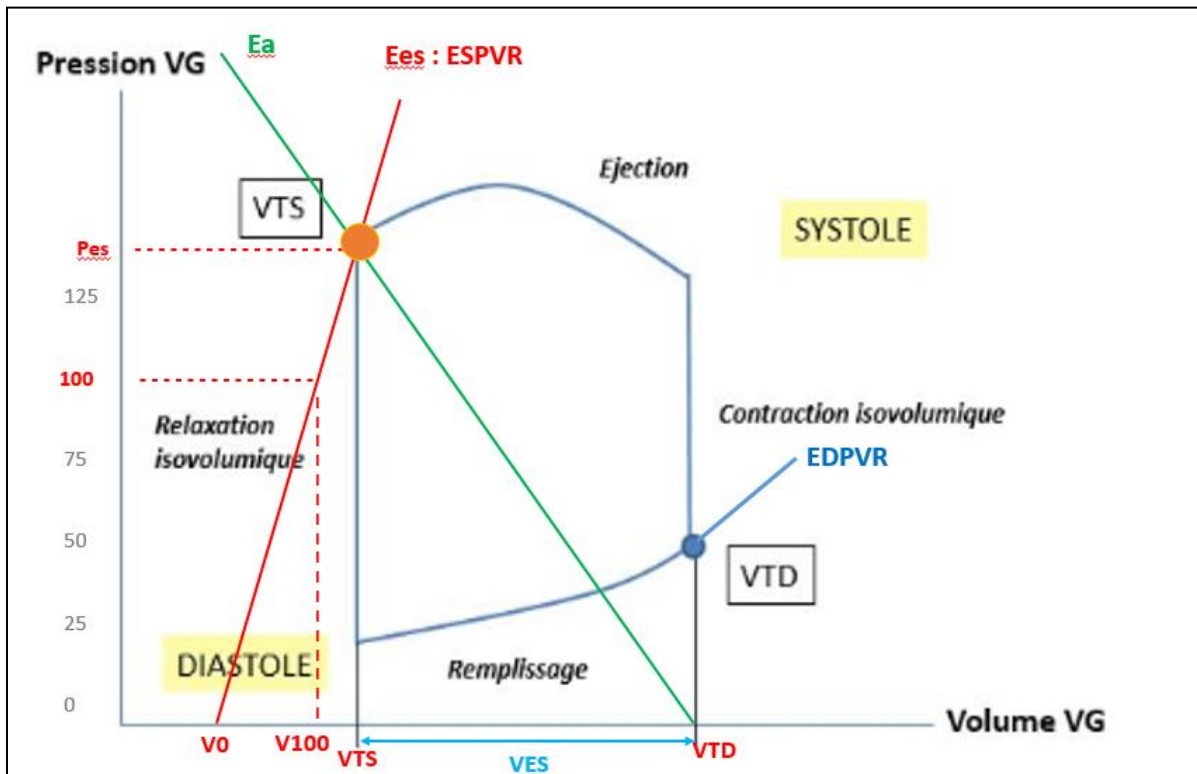 Ea
Pression VG
Ees : ESPVR
Ejection
VTS
SYSTOLE
Pes
125
100
Relaxation
isovolumique
Contraction isovolumique
75
EDPVR
50
VTD
25
DIASTOLE
Remplissage
0
V0
V100
VTS
VES
VTD
Volume VG